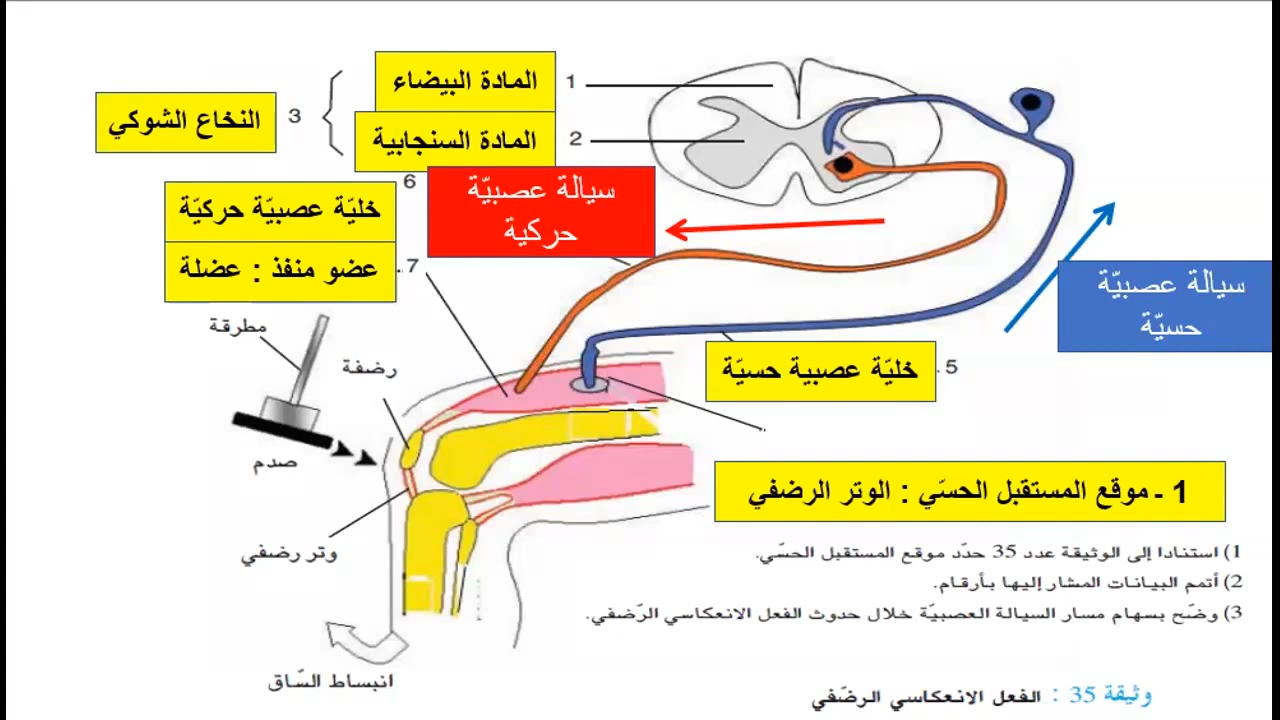 المادة البيضاء
1
النخاع الشوكي
3
المادة السنجابية
2
6
خليّة عصبيّة حركيّة
سيالة عصبيّة
حركية
عضو منفذ : عضلة
7..
سيالة عصبيّة
حسيّة
مطرقة
رضفة
خليّة عصبية حسيّة
5 .
صدم
1 - موقع المستقبل الحسّي : الوتر الرضفي
وتر رضفي
1) استنادا إلى الوثيقة عدد 35 حدّد موقع المستقبل الحسّي.
2) أتمم البيانات المشار إليها بأرقام.
3) وضّح بسهام مسار السيالة العصبيّة خلال حدوث الفعل الانعكاسي الرّضفي.
انبساط السّاق
وثيقة 35 : الفعل الانعكاسي الرضّفي